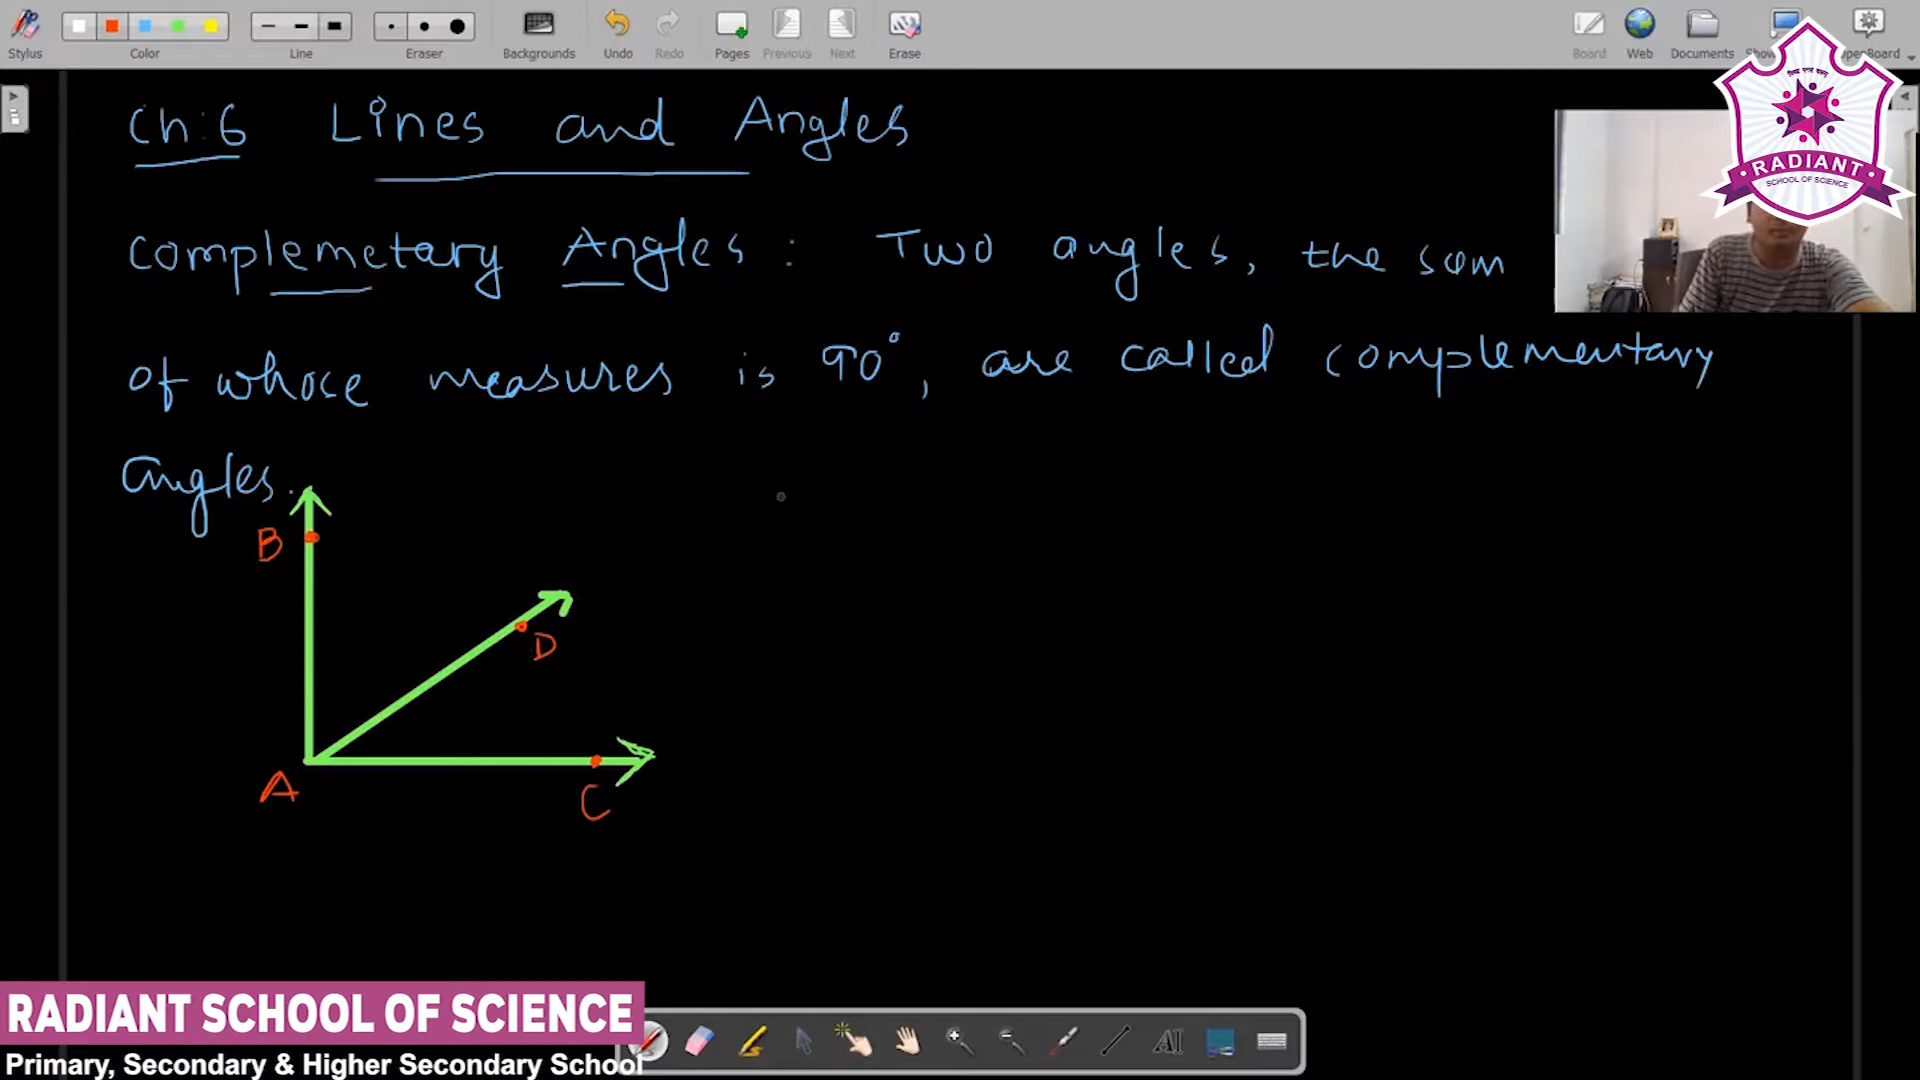 Stylus Color Line Eraser Backgrounds Undo Redo Pages Previous Next Erase Board Web Documents
Ch:6 Lines and Angles
RADIANT
SCHOOL OF SCIENCE
Complemetary Angles : Two angles, the sum
of whose measures is 90°, are called complementary
angles.
B
D
A
C
RADIANT SCHOOL OF SCIENCE
Primary, Secondary & Higher Secondary School